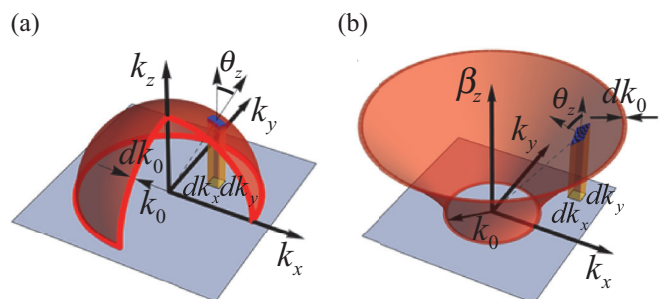 (a)
k_z
θ_z
k_y
dk_0
k_0
dk_x dk_y
k_x
(b)
β_z
θ_z
dk_0
k_y
dk_y
dk_x
k_0
k_x